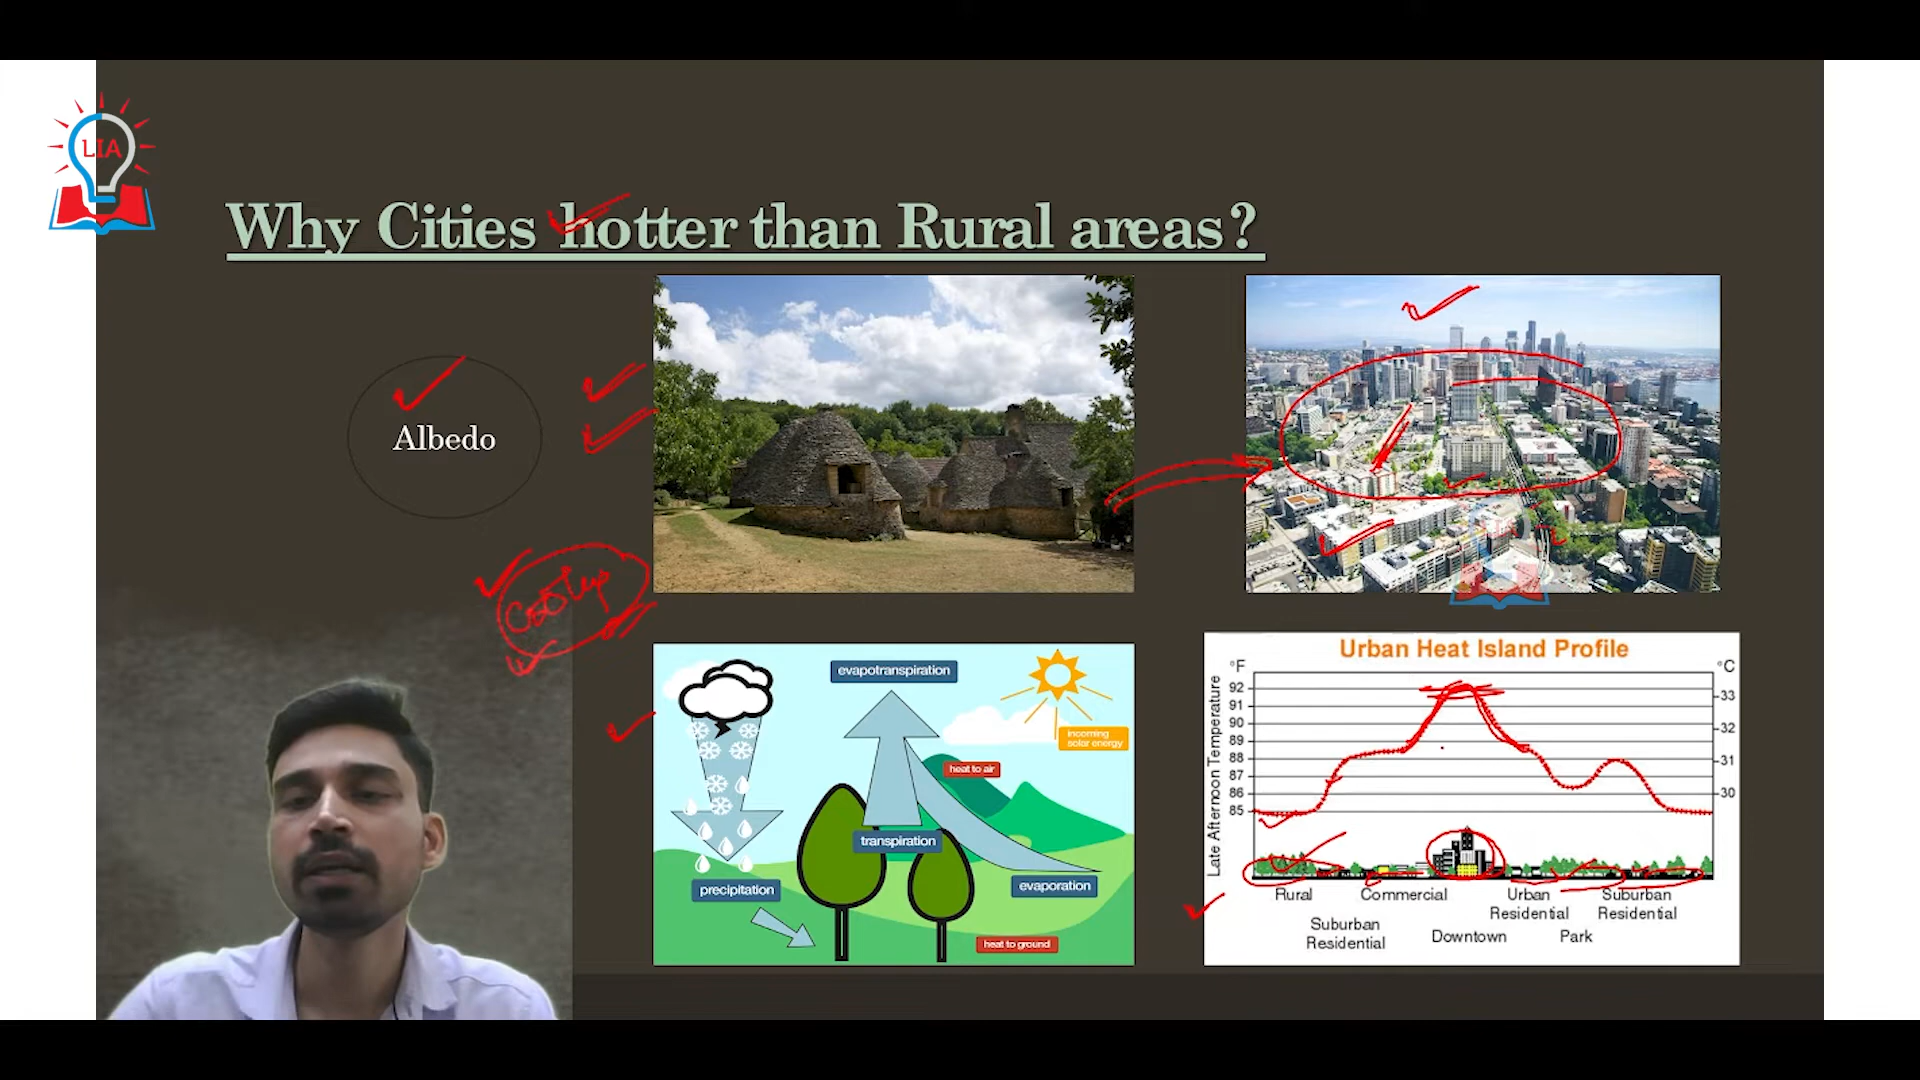 LIA
Why Cities hotter than Rural areas?
Albedo
evapotranspiration
incoming
solar energy
heat to air
transpiration
precipitation
evaporation
heat to ground
Urban Heat Island Profile
°F
°C
Late Afternoon Temperature
92
91
90
89
88
87
86
85
33
32
31
30
Rural
Commercial
Urban
Residential
Suburban
Residential
Suburban
Residential
Downtown
Park